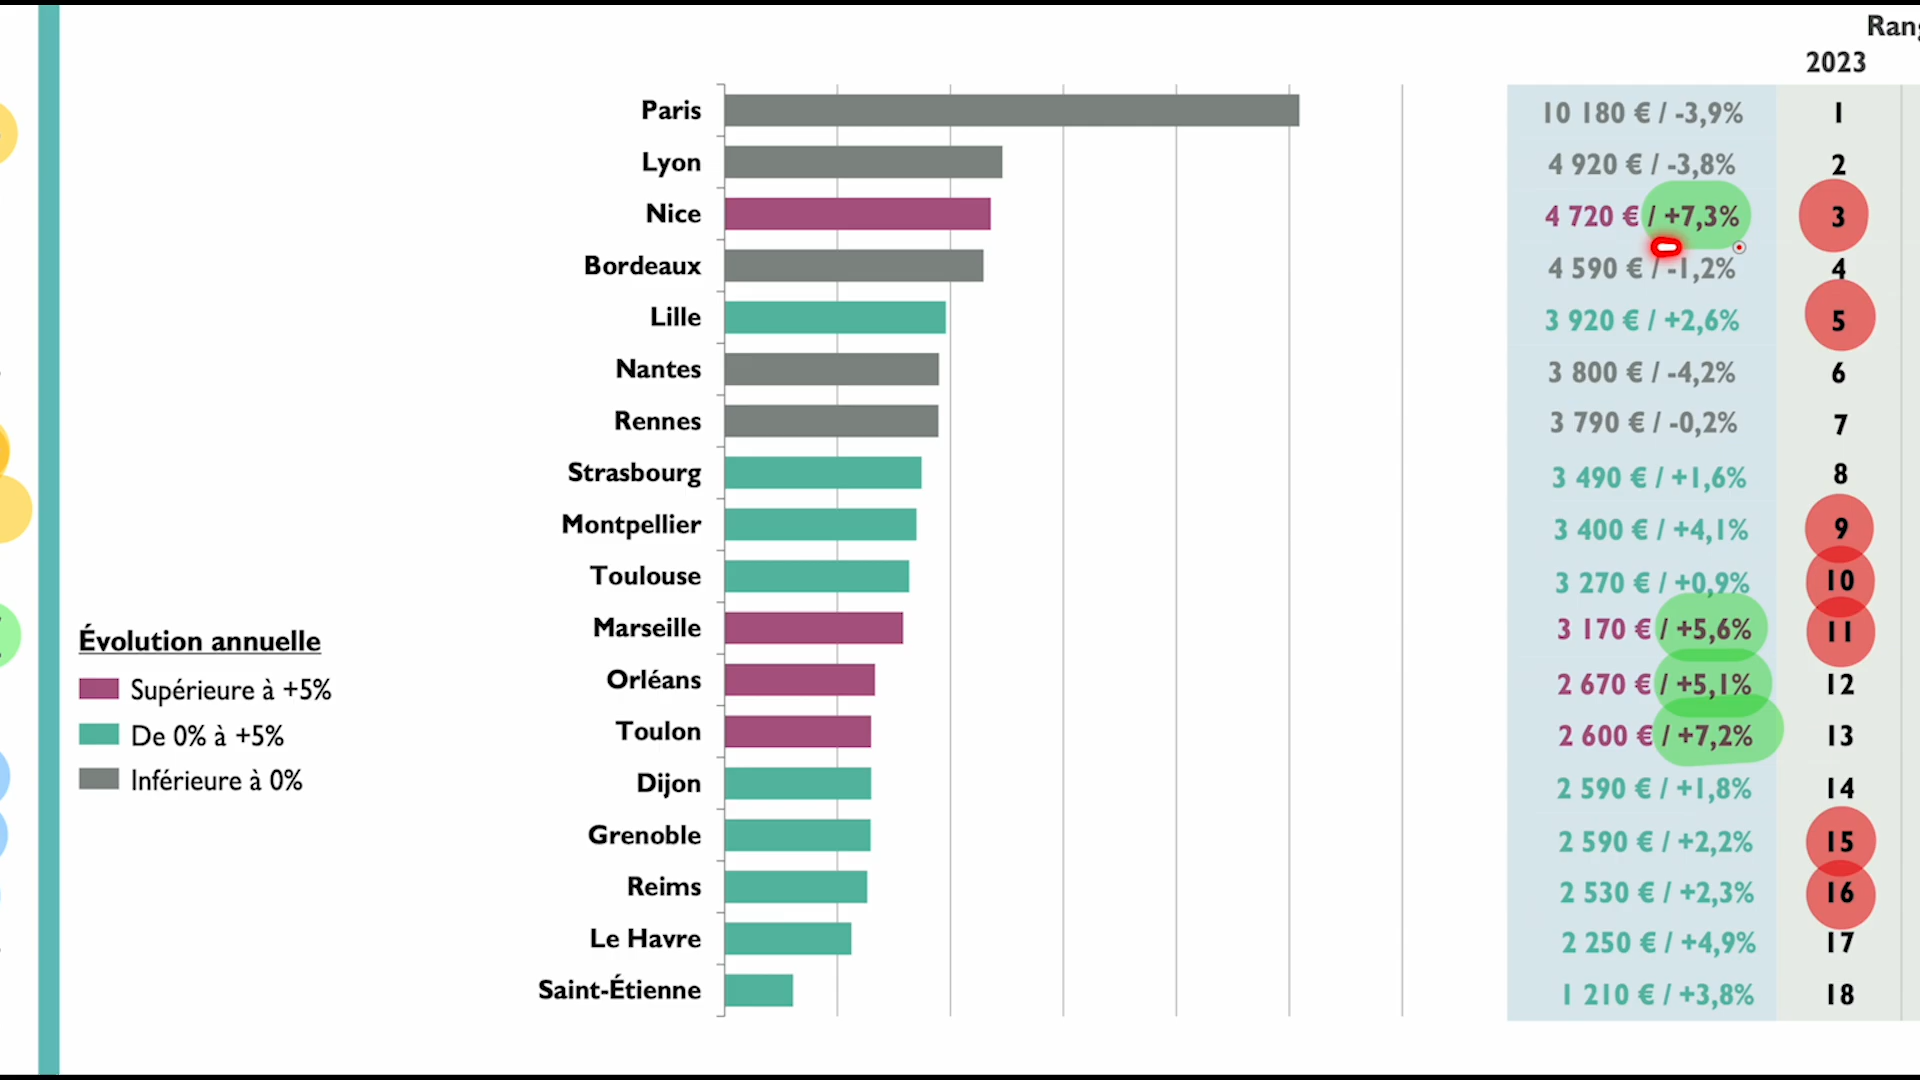 Rang
2023
Paris 10 180 € / -3,9% 1
Lyon 4 920 € / -3,8% 2
Nice 4 720 € / +7,3% 3
Bordeaux 4 590 € / -1,2% 4
Lille 3 920 € / +2,6% 5
Nantes 3 800 € / -4,2% 6
Rennes 3 790 € / -0,2% 7
Strasbourg 3 490 € / +1,6% 8
Montpellier 3 400 € / +4,1% 9
Toulouse 3 270 € / +0,9% 10
Marseille 3 170 € / +5,6% 11
Orléans 2 670 € / +5,1% 12
Toulon 2 600 € / +7,2% 13
Dijon 2 590 € / +1,8% 14
Grenoble 2 590 € / +2,2% 15
Reims 2 530 € / +2,3% 16
Le Havre 2 250 € / +4,9% 17
Saint-Étienne 1 210 € / +3,8% 18
Évolution annuelle
Supérieure à +5%
De 0% à +5%
Inférieure à 0%